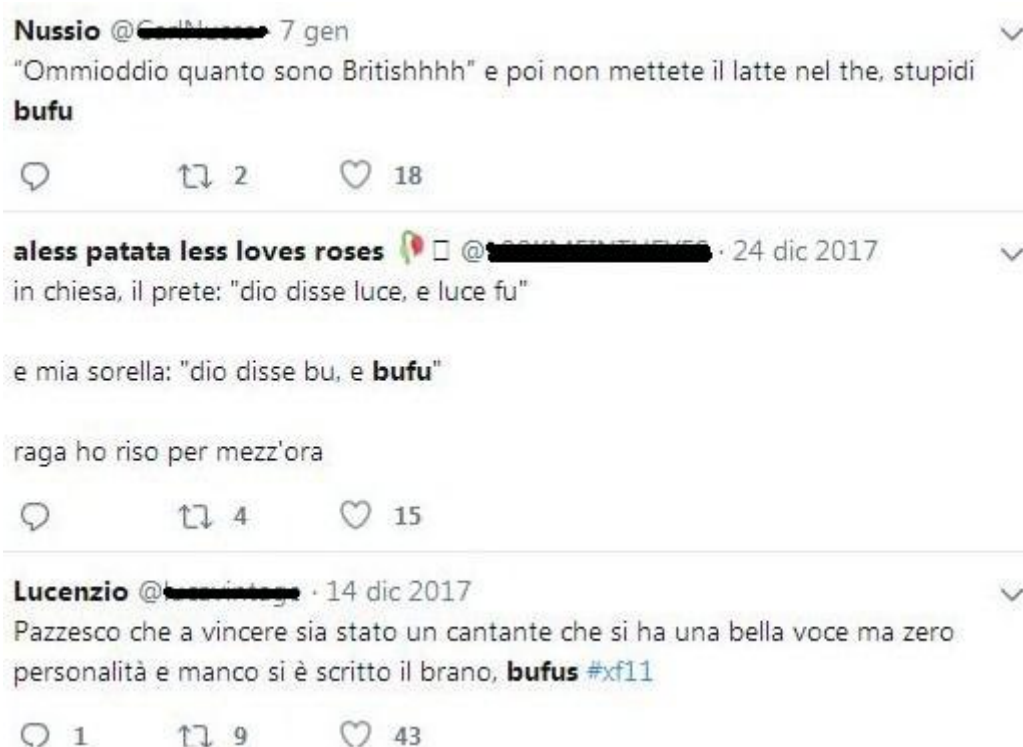 Nussio @ 7 gen
"Ommioddio quanto sono Britishhhh" e poi non mettete il latte nel the, stupidi
bufu
2 18
aless patata less loves roses 🥀 @ · 24 dic 2017
in chiesa, il prete: "dio disse luce, e luce fu"
e mia sorella: "dio disse bu, e bufu"
raga ho riso per mezz'ora
4 15
Lucenzio @ · 14 dic 2017
Pazzesco che a vincere sia stato un cantante che si ha una bella voce ma zero
personalità e manco si è scritto il brano, bufus #xf11
1 9 43